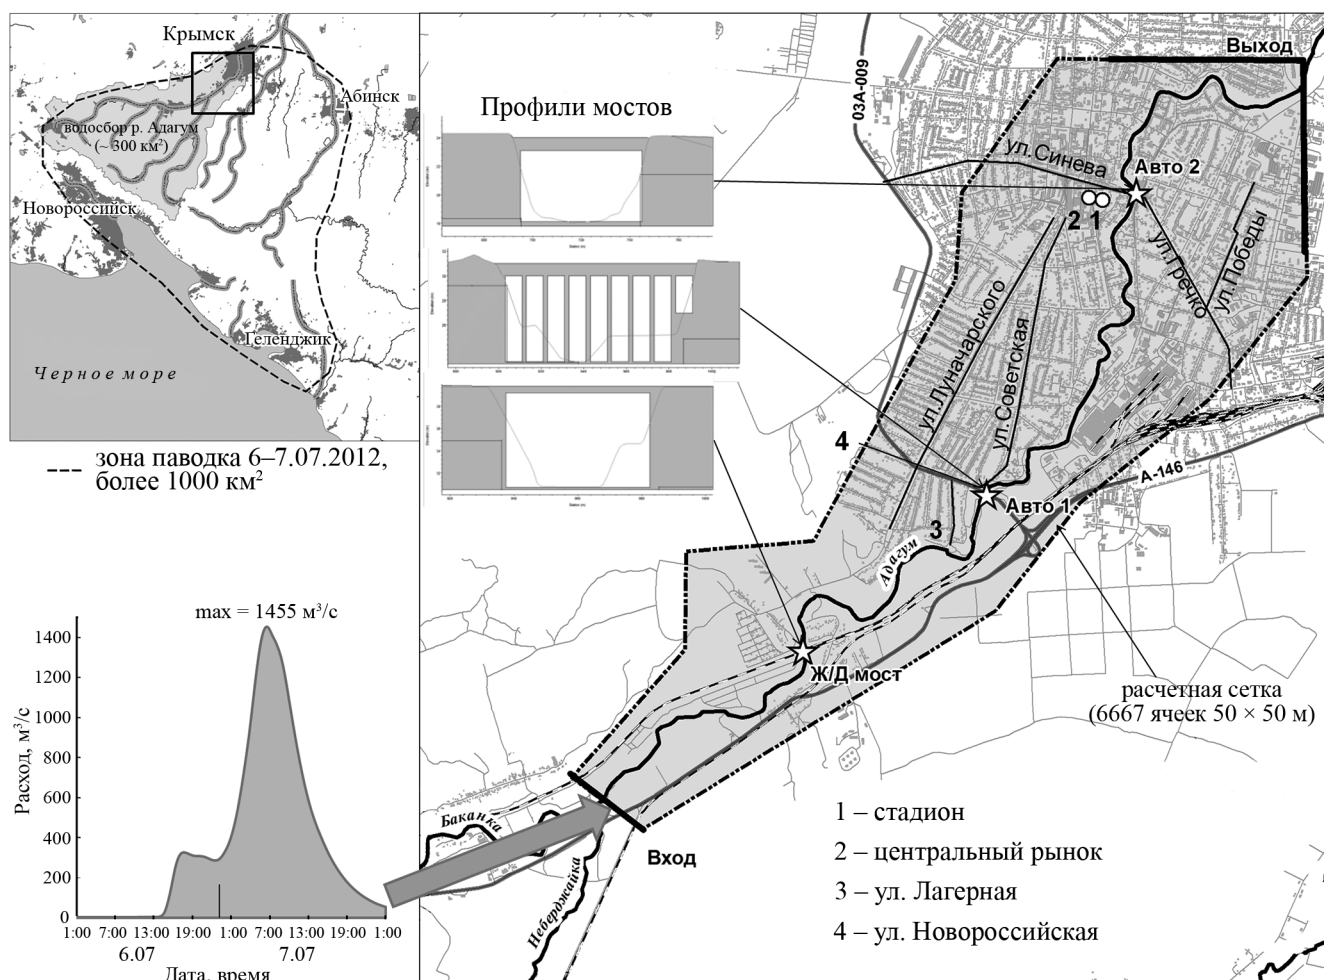 Крымск
Абинск
водосбор р. Адагум
(~ 300 км²)
Новороссийск
Геленджик
Черное море
зона паводка 6–7.07.2012,
более 1000 км²
Профили мостов
03А-009
Выход
ул.Синева
Авто 2
2 1
ул.Гречко
ул.Победы
ул.Луначарского
ул.Советская
4
А-146
Авто 1
3
Адагум
Ж/Д мост
расчетная сетка
(6667 ячеек 50 × 50 м)
Баканка
Неберджайка
Вход
1 – стадион
2 – центральный рынок
3 – ул. Лагерная
4 – ул. Новороссийская
max = 1455 м³/с
Расход, м³/с
1400
1200
1000
800
600
400
200
0
1:00 7:00 13:00 19:00 1:00 7:00 13:00 19:00 1:00
6.07 7.07
Дата, время